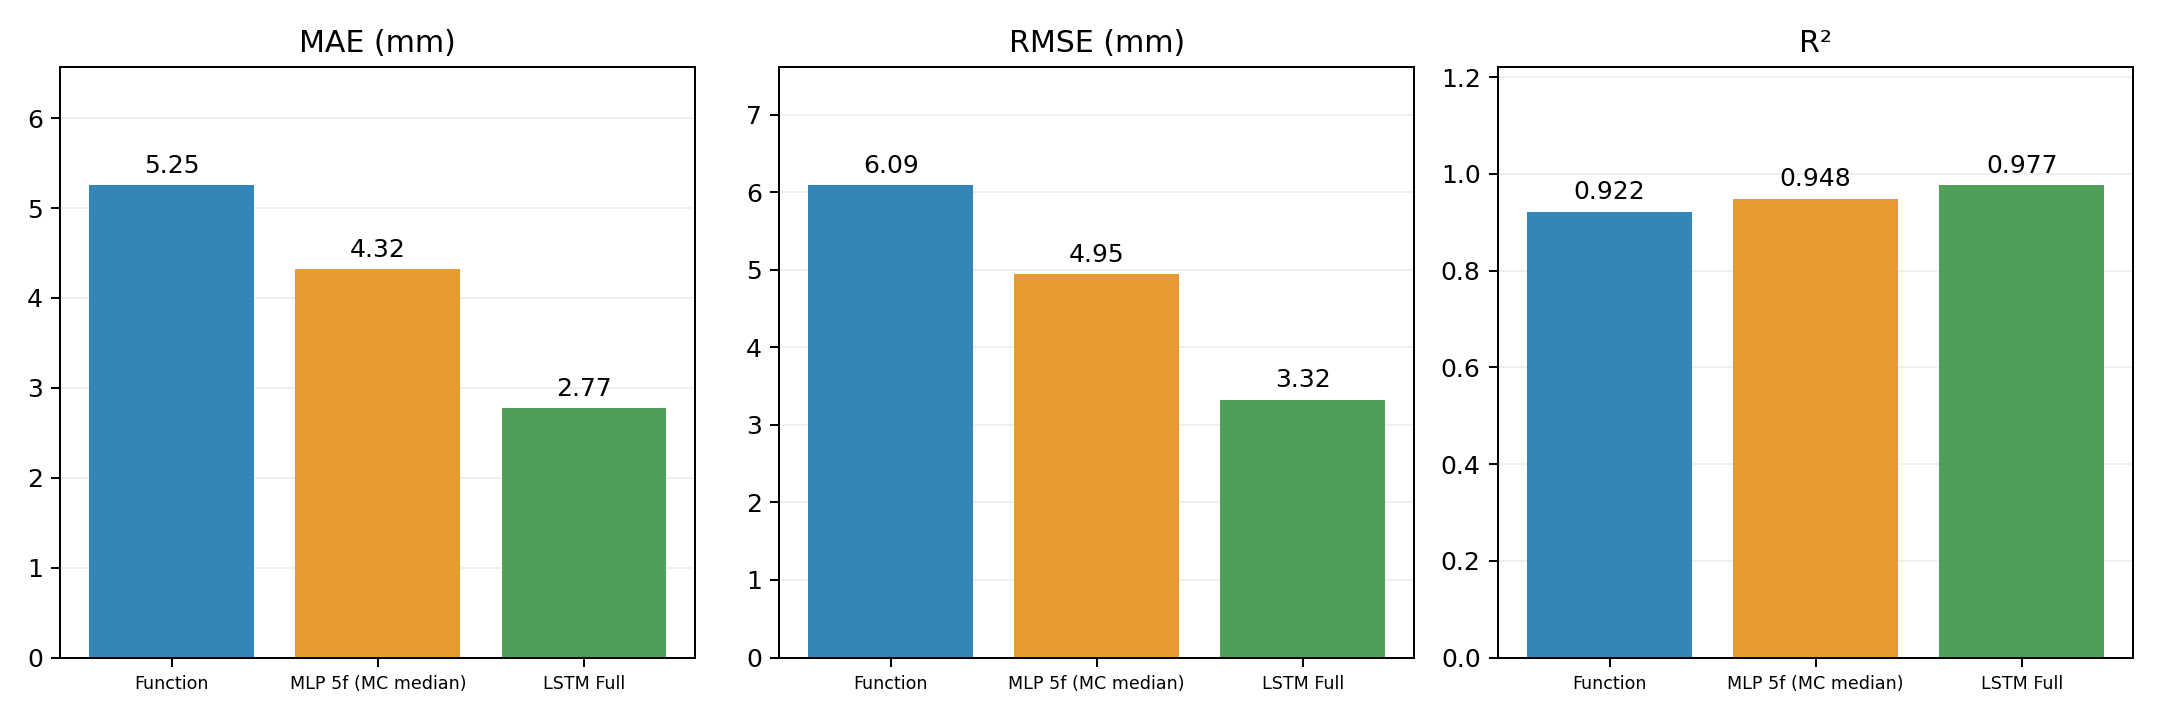 MAE (mm)
6
5
4
3
2
1
0
5.25
4.32
2.77
Function
MLP 5f (MC median)
LSTM Full
RMSE (mm)
7
6
5
4
3
2
1
0
6.09
4.95
3.32
Function
MLP 5f (MC median)
LSTM Full
R²
1.2
1.0
0.8
0.6
0.4
0.2
0.0
0.922
0.948
0.977
Function
MLP 5f (MC median)
LSTM Full